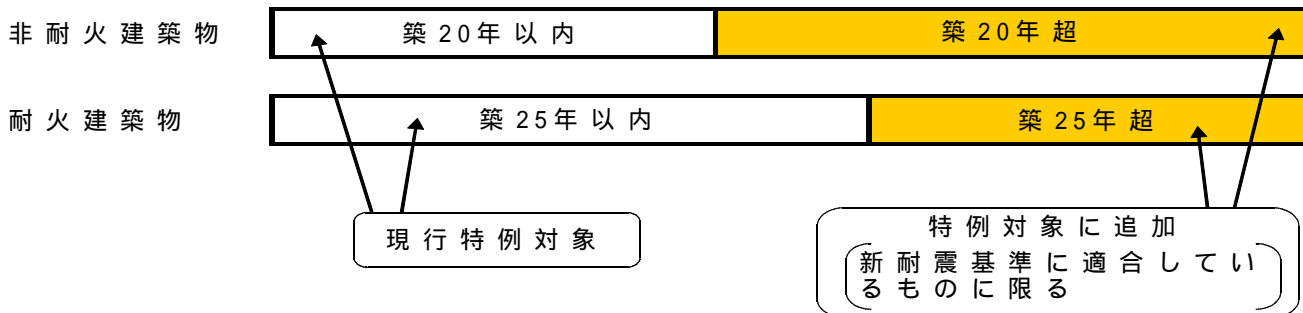 非耐火建築物 築20年以内 築20年超
耐火建築物 築25年以内 築25年超
現行特例対象
特例対象に追加
新耐震基準に適合してい
るものに限る